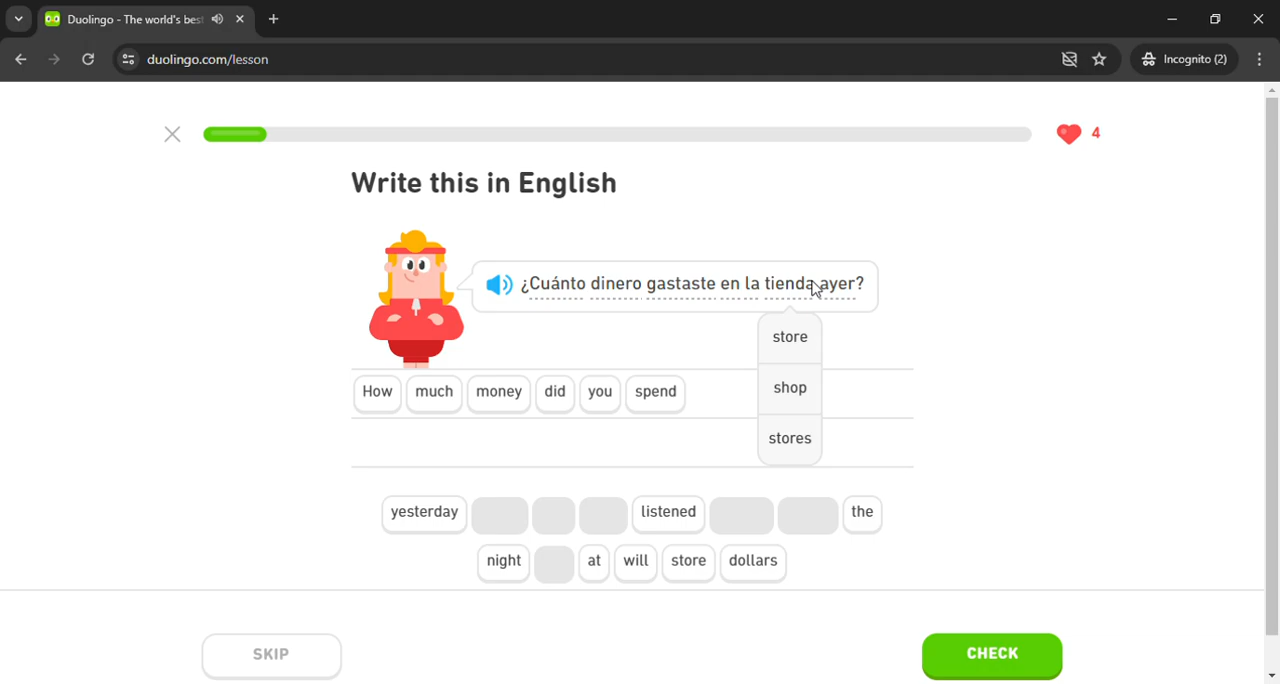 Duolingo - The world's bes
duolingo.com/lesson
Incognito (2)
4
Write this in English
¿Cuánto dinero gastaste en la tienda ayer?
store
shop
stores
How much money did you spend
yesterday listened the
night at will store dollars
SKIP
CHECK